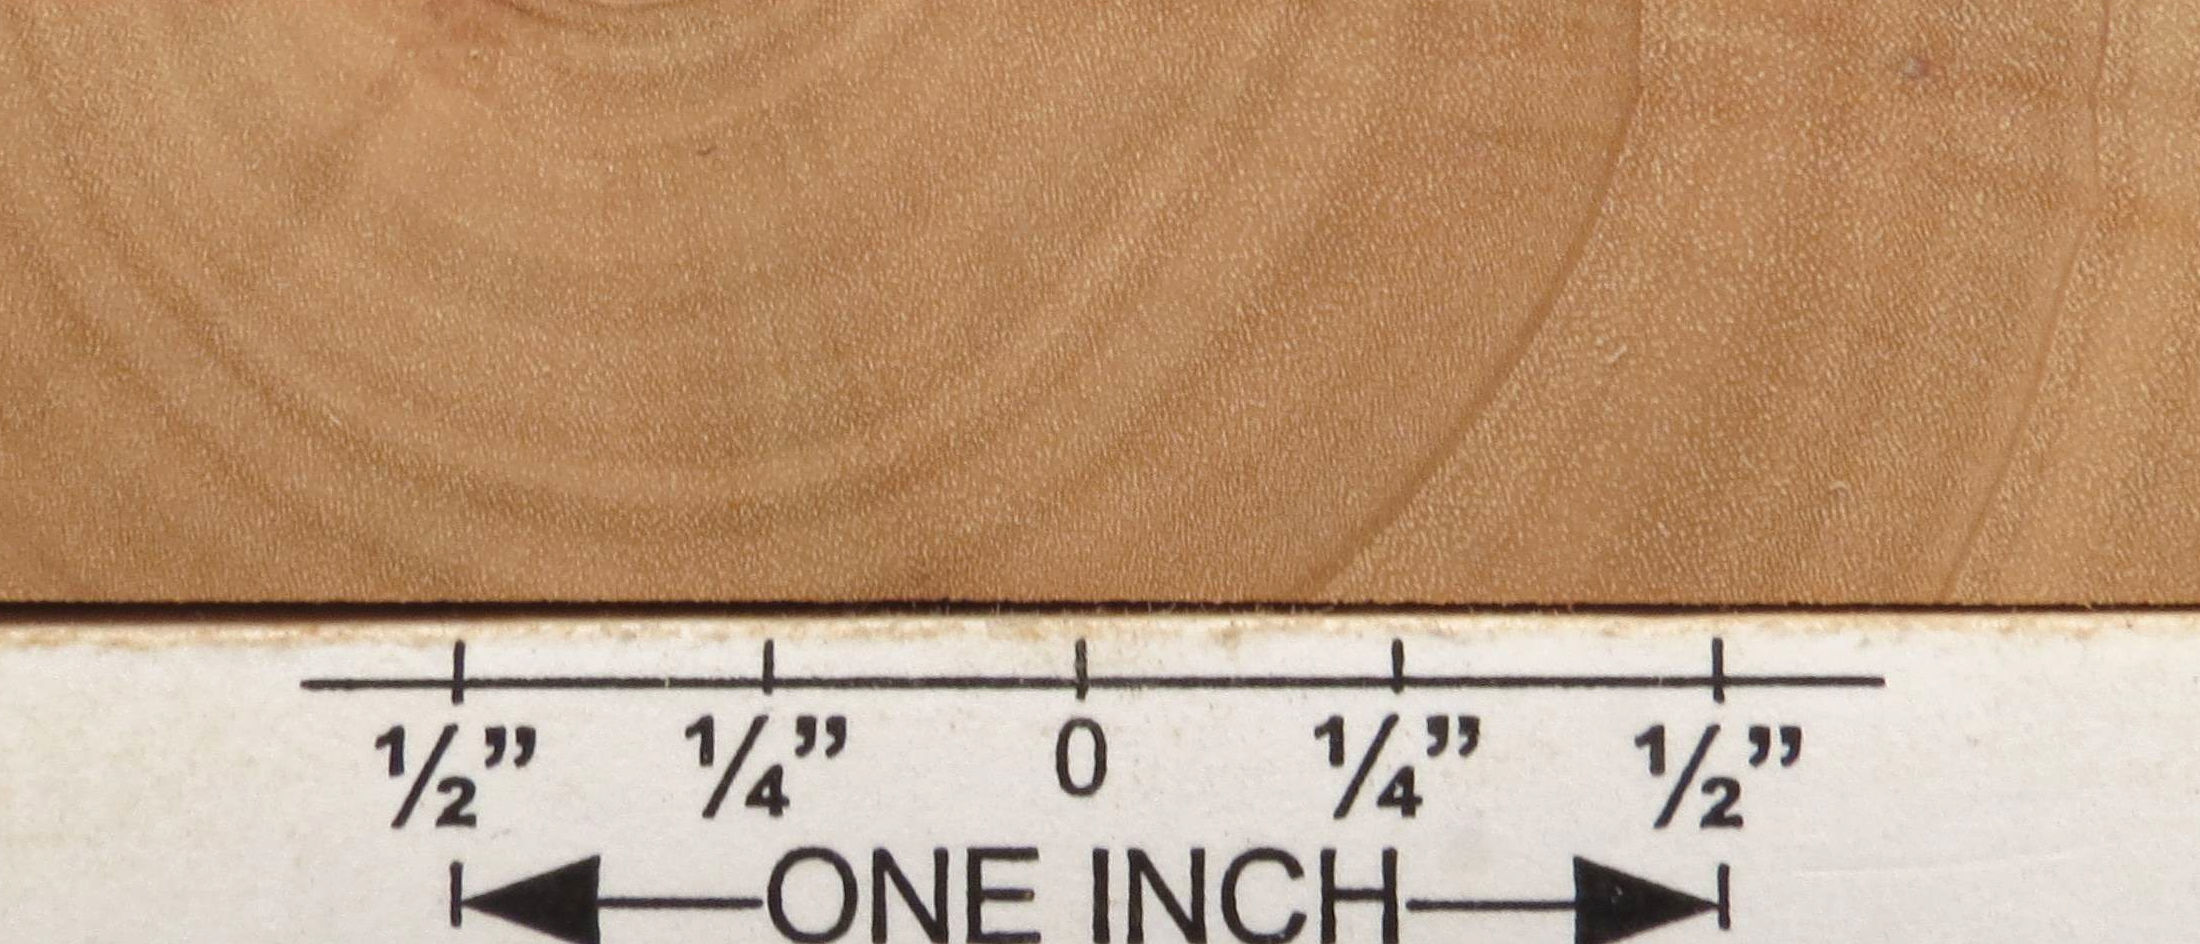 ½” ¼” 0 ¼” ½”
ONE INCH